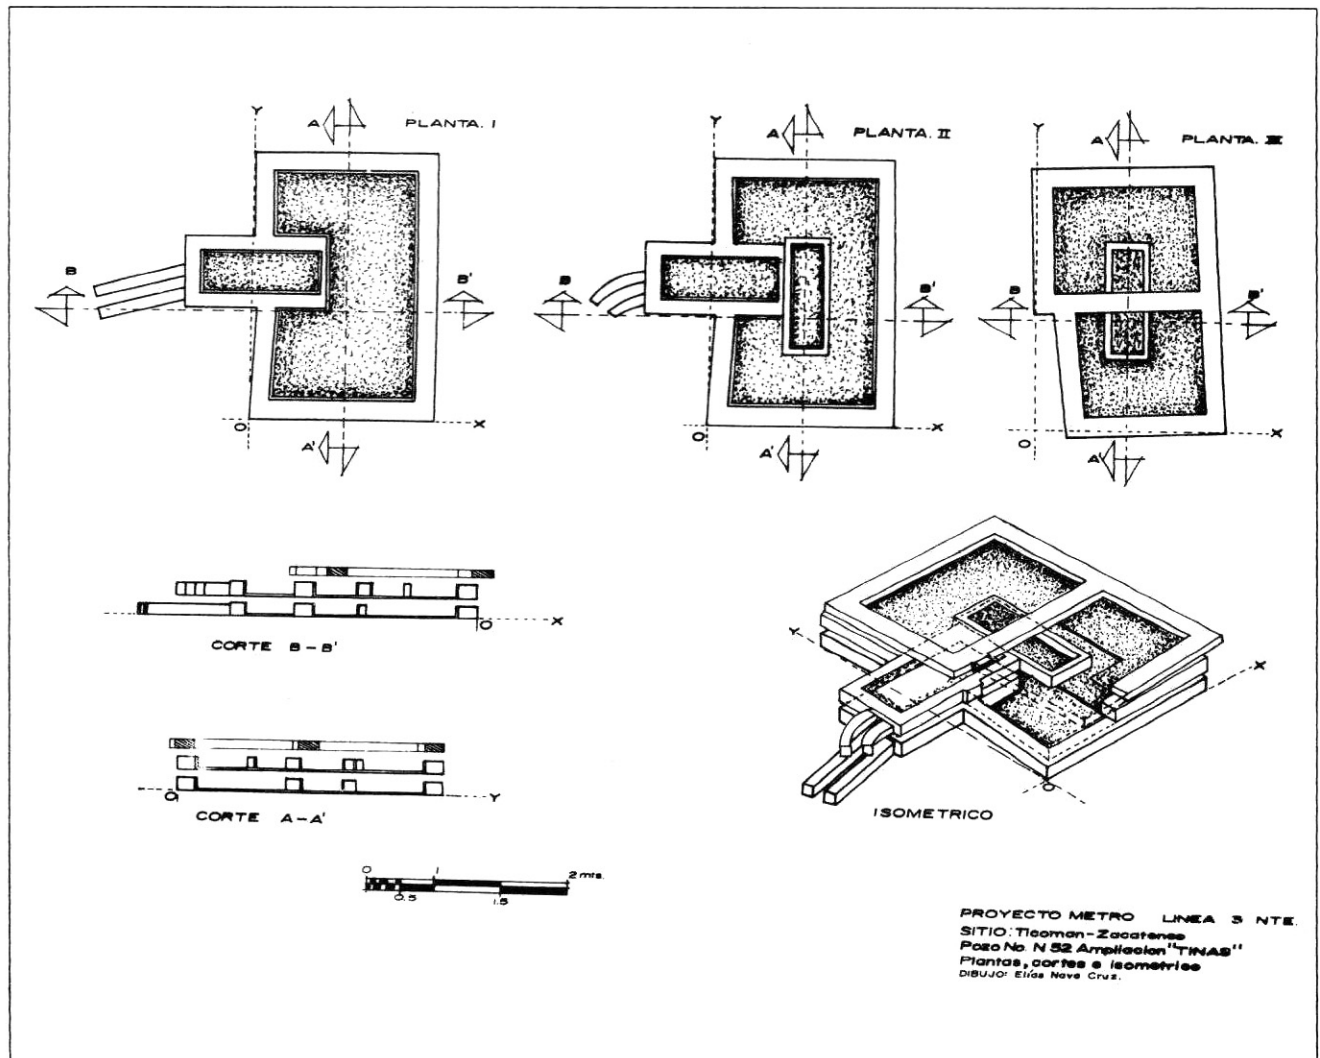 Y A PLANTA. I
B B'
O X
A'
Y A PLANTA. II
B B'
O X
A'
Y A' PLANTA. III
B B'
O X
A'
O X
CORTE B-B'
O Y
CORTE A-A'
Y X
O
ISOMETRICO
0 1 2 mts.
0.5 1.5
PROYECTO METRO LINEA 3 NTE.
SITIO: Ticoman-Zacatenco
Pozo No. N 52 Ampliacion "TINAS"
Plantas, cortes e isometrico
DIBUJO: Elías Nava Cruz.